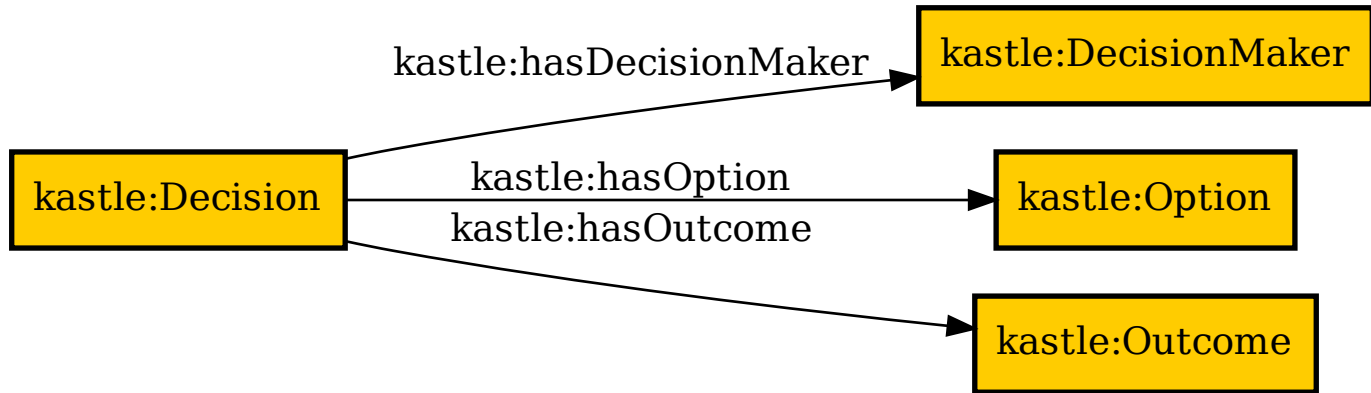 kastle:hasDecisionMaker
kastle:DecisionMaker
kastle:Decision
kastle:hasOption
kastle:Option
kastle:hasOutcome
kastle:Outcome